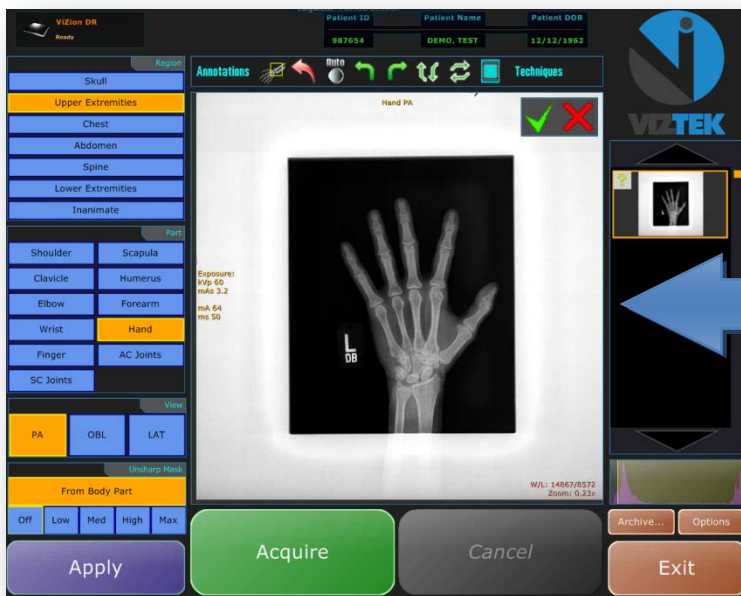 ViZion DR
Ready
Patient ID
Patient Name
Patient DOB
987654
DEMO, TEST
12/12/1962
Region
Skull
Upper Extremities
Chest
Abdomen
Spine
Lower Extremities
Inanimate
Part
Shoulder
Scapula
Clavicle
Humerus
Elbow
Forearm
Wrist
Hand
Finger
AC Joints
SC Joints
View
PA
OBL
LAT
Unsharp Mask
From Body Part
Off
Low
Med
High
Max
Apply
Annotations
Auto
Techniques
Hand PA
Exposure:
kVp 60
mAs 3.2
mA 64
ms 50
L
DB
W/L: 14867/8572
Zoom: 0.23x
Acquire
Cancel
VIZTEK
?
Archive...
Options
Exit